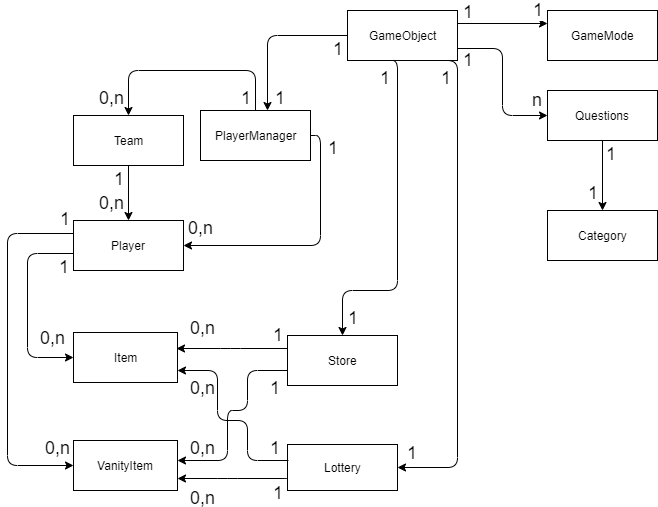 GameObject
1
1
GameMode
1
1
1
1
1
n
Questions
0,n
1
1
PlayerManager
Team
1
1
1
0,n
1
1
Category
Player
0,n
1
1
Item
0,n
0,n
1
Store
0,n
1
VanityItem
0,n
0,n
1
Lottery
1
0,n
1